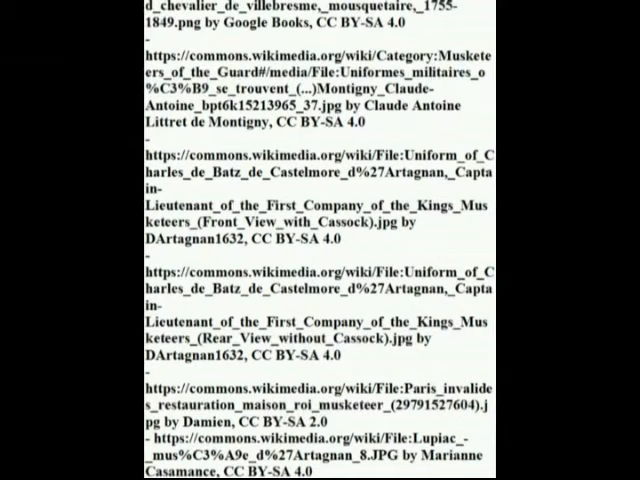 d_chevalier_de_villebresme,_mousquetaire,_1755-
1849.png by Google Books, CC BY-SA 4.0
-
https://commons.wikimedia.org/wiki/Category:Muskete
ers_of_the_Guard#/media/File:Uniformes_militaires_o
%C3%B9_se_trouvent_(...)Montigny_Claude-
Antoine_bpt6k15213965_37.jpg by Claude Antoine
Littret de Montigny, CC BY-SA 4.0
-
https://commons.wikimedia.org/wiki/File:Uniform_of_C
harles_de_Batz_de_Castelmore_d%27Artagnan,_Capta
in-
Lieutenant_of_the_First_Company_of_the_Kings_Mus
keteers_(Front_View_with_Cassock).jpg by
DArtagnan1632, CC BY-SA 4.0
-
https://commons.wikimedia.org/wiki/File:Uniform_of_C
harles_de_Batz_de_Castelmore_d%27Artagnan,_Capta
in-
Lieutenant_of_the_First_Company_of_the_Kings_Mus
keteers_(Rear_View_without_Cassock).jpg by
DArtagnan1632, CC BY-SA 4.0
-
https://commons.wikimedia.org/wiki/File:Paris_invalide
s_restauration_maison_roi_musketeer_(29791527604).j
pg by Damien, CC BY-SA 2.0
- https://commons.wikimedia.org/wiki/File:Lupiac_-
_mus%C3%A9e_d%27Artagnan_8.JPG by Marianne
Casamance, CC BY-SA 4.0